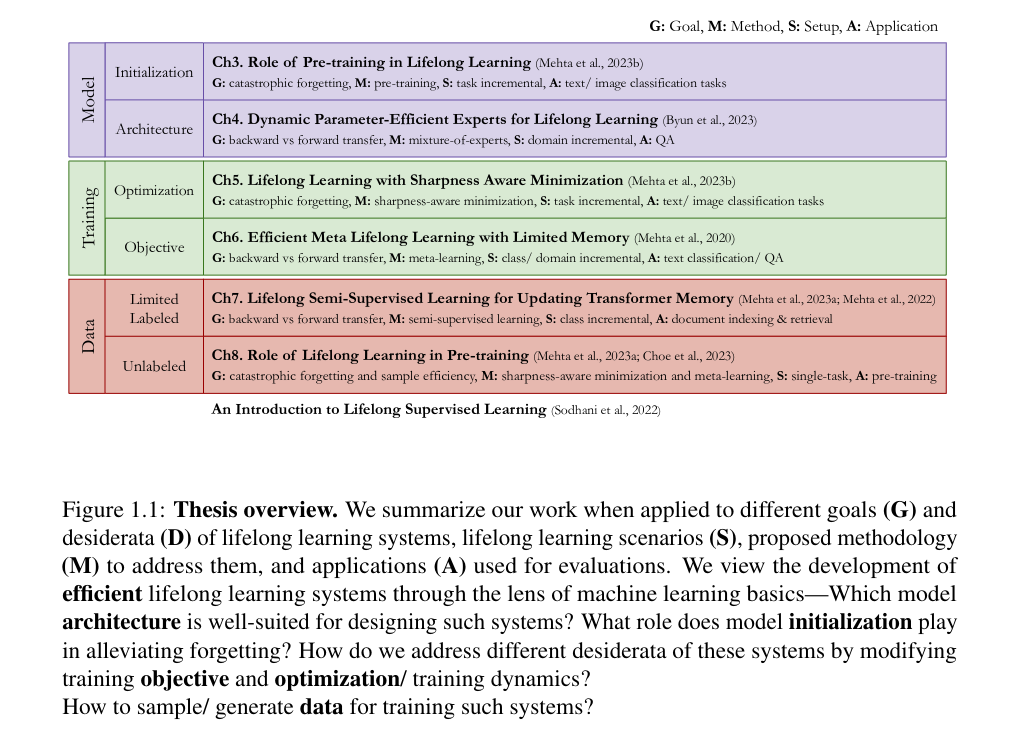 G: Goal, M: Method, S: Setup, A: Application
Model
Initialization
Ch3. Role of Pre-training in Lifelong Learning (Mehta et al., 2023b)
G: catastrophic forgetting, M: pre-training, S: task incremental, A: text/ image classification tasks
Architecture
Ch4. Dynamic Parameter-Efficient Experts for Lifelong Learning (Byun et al., 2023)
G: backward vs forward transfer, M: mixture-of-experts, S: domain incremental, A: QA
Training
Optimization
Ch5. Lifelong Learning with Sharpness Aware Minimization (Mehta et al., 2023b)
G: catastrophic forgetting, M: sharpness-aware minimization, S: task incremental, A: text/ image classification tasks
Objective
Ch6. Efficient Meta Lifelong Learning with Limited Memory (Mehta et al., 2020)
G: backward vs forward transfer, M: meta-learning, S: class/ domain incremental, A: text classification/ QA
Data
Limited
Labeled
Ch7. Lifelong Semi-Supervised Learning for Updating Transformer Memory (Mehta et al., 2023a; Mehta et al., 2022)
G: backward vs forward transfer, M: semi-supervised learning, S: class incremental, A: document indexing & retrieval
Unlabeled
Ch8. Role of Lifelong Learning in Pre-training (Mehta et al., 2023a; Choe et al., 2023)
G: catastrophic forgetting and sample efficiency, M: sharpness-aware minimization and meta-learning, S: single-task, A: pre-training
An Introduction to Lifelong Supervised Learning (Sodhani et al., 2022)
Figure 1.1: Thesis overview. We summarize our work when applied to different goals (G) and
desiderata (D) of lifelong learning systems, lifelong learning scenarios (S), proposed methodology
(M) to address them, and applications (A) used for evaluations. We view the development of
efficient lifelong learning systems through the lens of machine learning basics—Which model
architecture is well-suited for designing such systems? What role does model initialization play
in alleviating forgetting? How do we address different desiderata of these systems by modifying
training objective and optimization/ training dynamics?
How to sample/ generate data for training such systems?